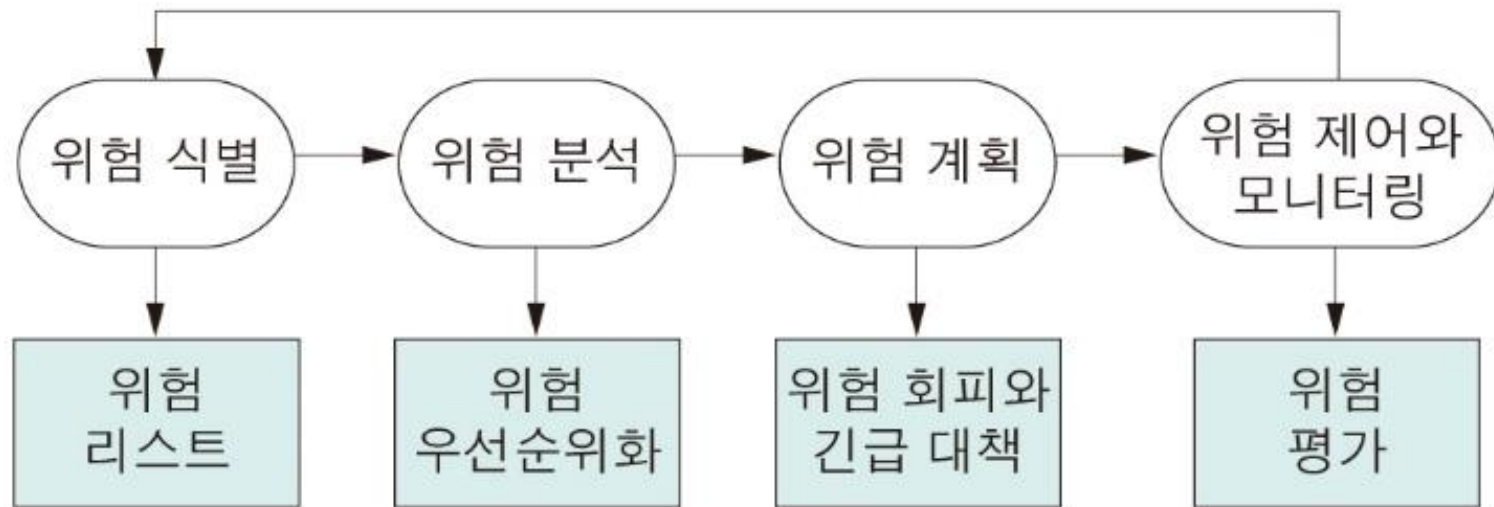 위험 식별
위험 분석
위험 계획
위험 제어와
모니터링
위험
리스트
위험
우선순위화
위험 회피와
긴급 대책
위험
평가